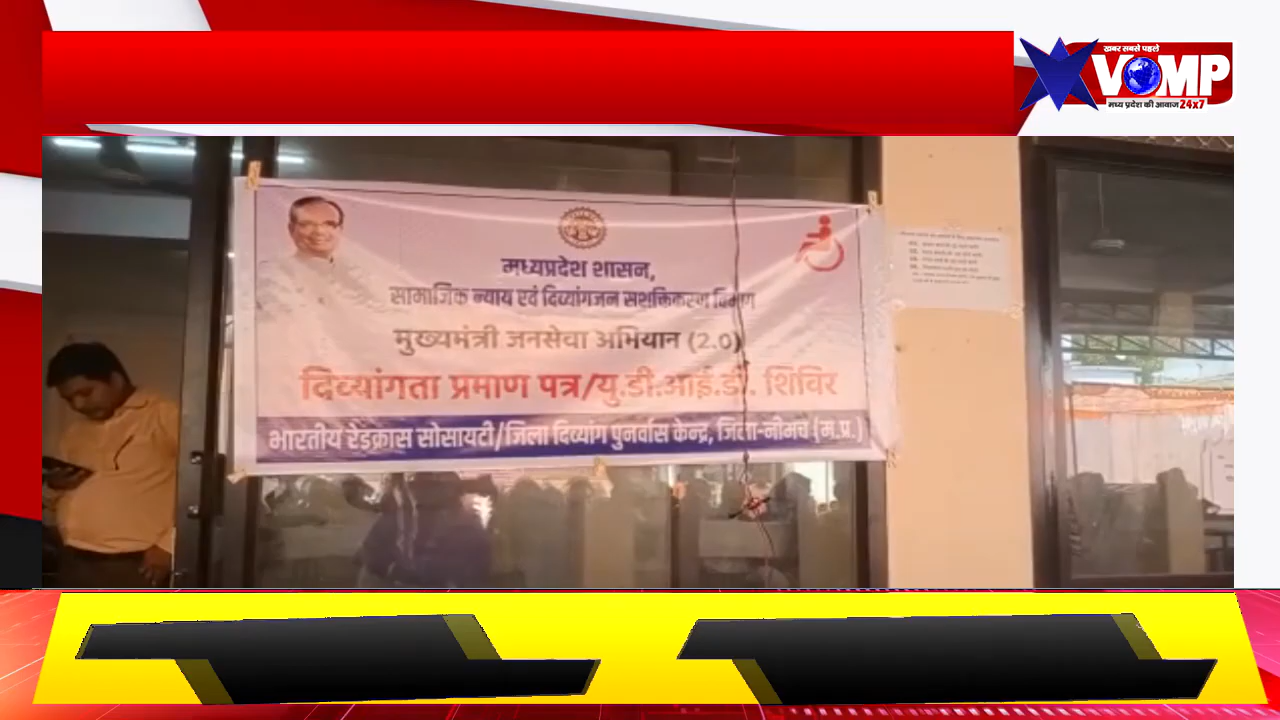 खबर सबसे पहले
VOMP
मध्य प्रदेश की आवाज 24x7
मध्यप्रदेश शासन,
सामाजिक न्याय एवं दिव्यांगजन सशक्तिकरण विभाग
मुख्यमंत्री जनसेवा अभियान (2.0)
दिव्यांगता प्रमाण पत्र/यु.डी.आई.डी. शिविर
भारतीय रेडक्रास सोसायटी/जिला दिव्यांग पुनर्वास केन्द्र, जिला-नीमच (म.प्र.)